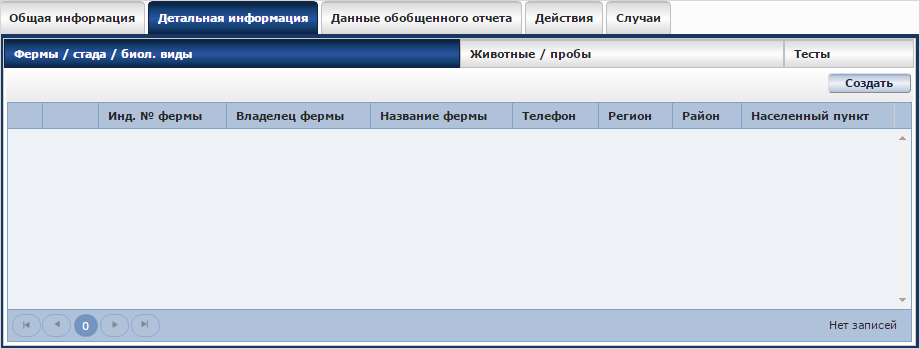 Общая информация Детальная информация Данные обобщенного отчета Действия Случаи
Фермы / стада / биол. виды Животные / пробы Тесты
Создать
Инд. № фермы Владелец фермы Название фермы Телефон Регион Район Населенный пункт
0 Нет записей